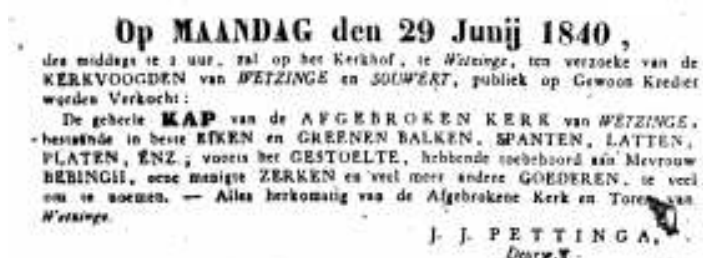 Op MAANDAG den 29 Junij 1840,
des middags te 1 uur, zal op het Kerkhof, te Wetzinge, ten verzoeke van de
KERKVOOGDEN van WETZINGE en SOUWERT, publiek op Gewoon Krediet
worden Verkocht:
De geheele KAP van de AFGEBROKEN KERK van WETZINGE,
bestaande in beste EIKEN en GREENEN BALKEN, SPANTEN, LATTEN,
PLATEN, ENZ; voorts het GESTOELTE, hebbende toebehoord aan Mevrouw
, eene menigte ZERKEN en veel meer andere GOEDEREN, te veel
om te noemen. — Alles herkomstig van de Afgebrokene Kerk en Toren van
Wetzinge.
J. J. PETTINGA,
Deurw.